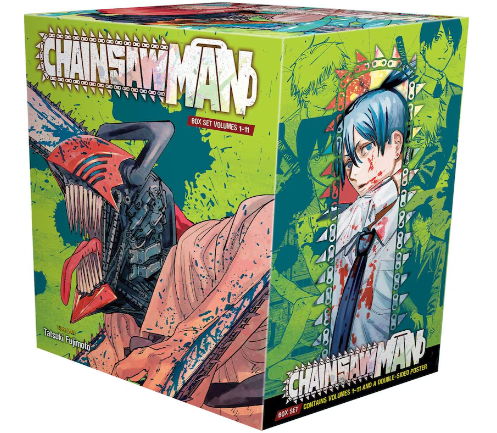 CHAINSAW MAN
BOX SET VOLUMES 1-11
Tatsuki Fujimoto
CHAINSAW MAN
BOX SET CONTAINS VOLUMES 1-11 AND A DOUBLE-SIDED POSTER